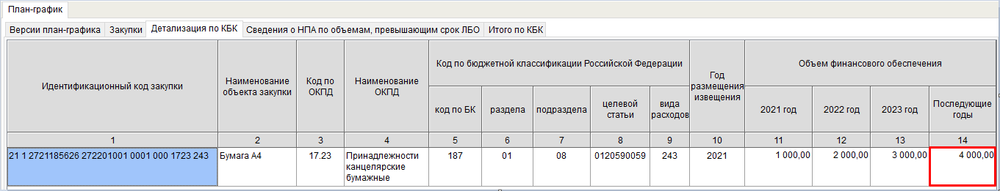 План-график
Версии план-графика Закупки Детализация по КБК Сведения о НПА по объемам, превышающим срок ЛБО Итого по КБК
Идентификационный код закупки
Наименование
объекта закупки
Код по
ОКПД
Наименование
ОКПД
Код по бюджетной классификации Российской Федерации
код по БК
раздела
подраздела
целевой
статьи
вида
расходов
Год
размещения
извещения
Объем финансового обеспечения
2021 год
2022 год
2023 год
Последующие
годы
1 2 3 4 5 6 7 8 9 10 11 12 13 14
21 1 2721185626 272201001 0001 000 1723 243
Бумага А4
17.23
Принадлежности
канцелярские
бумажные
187
01
08
0120590059
243
2021
1 000,00
2 000,00
3 000,00
4 000,00